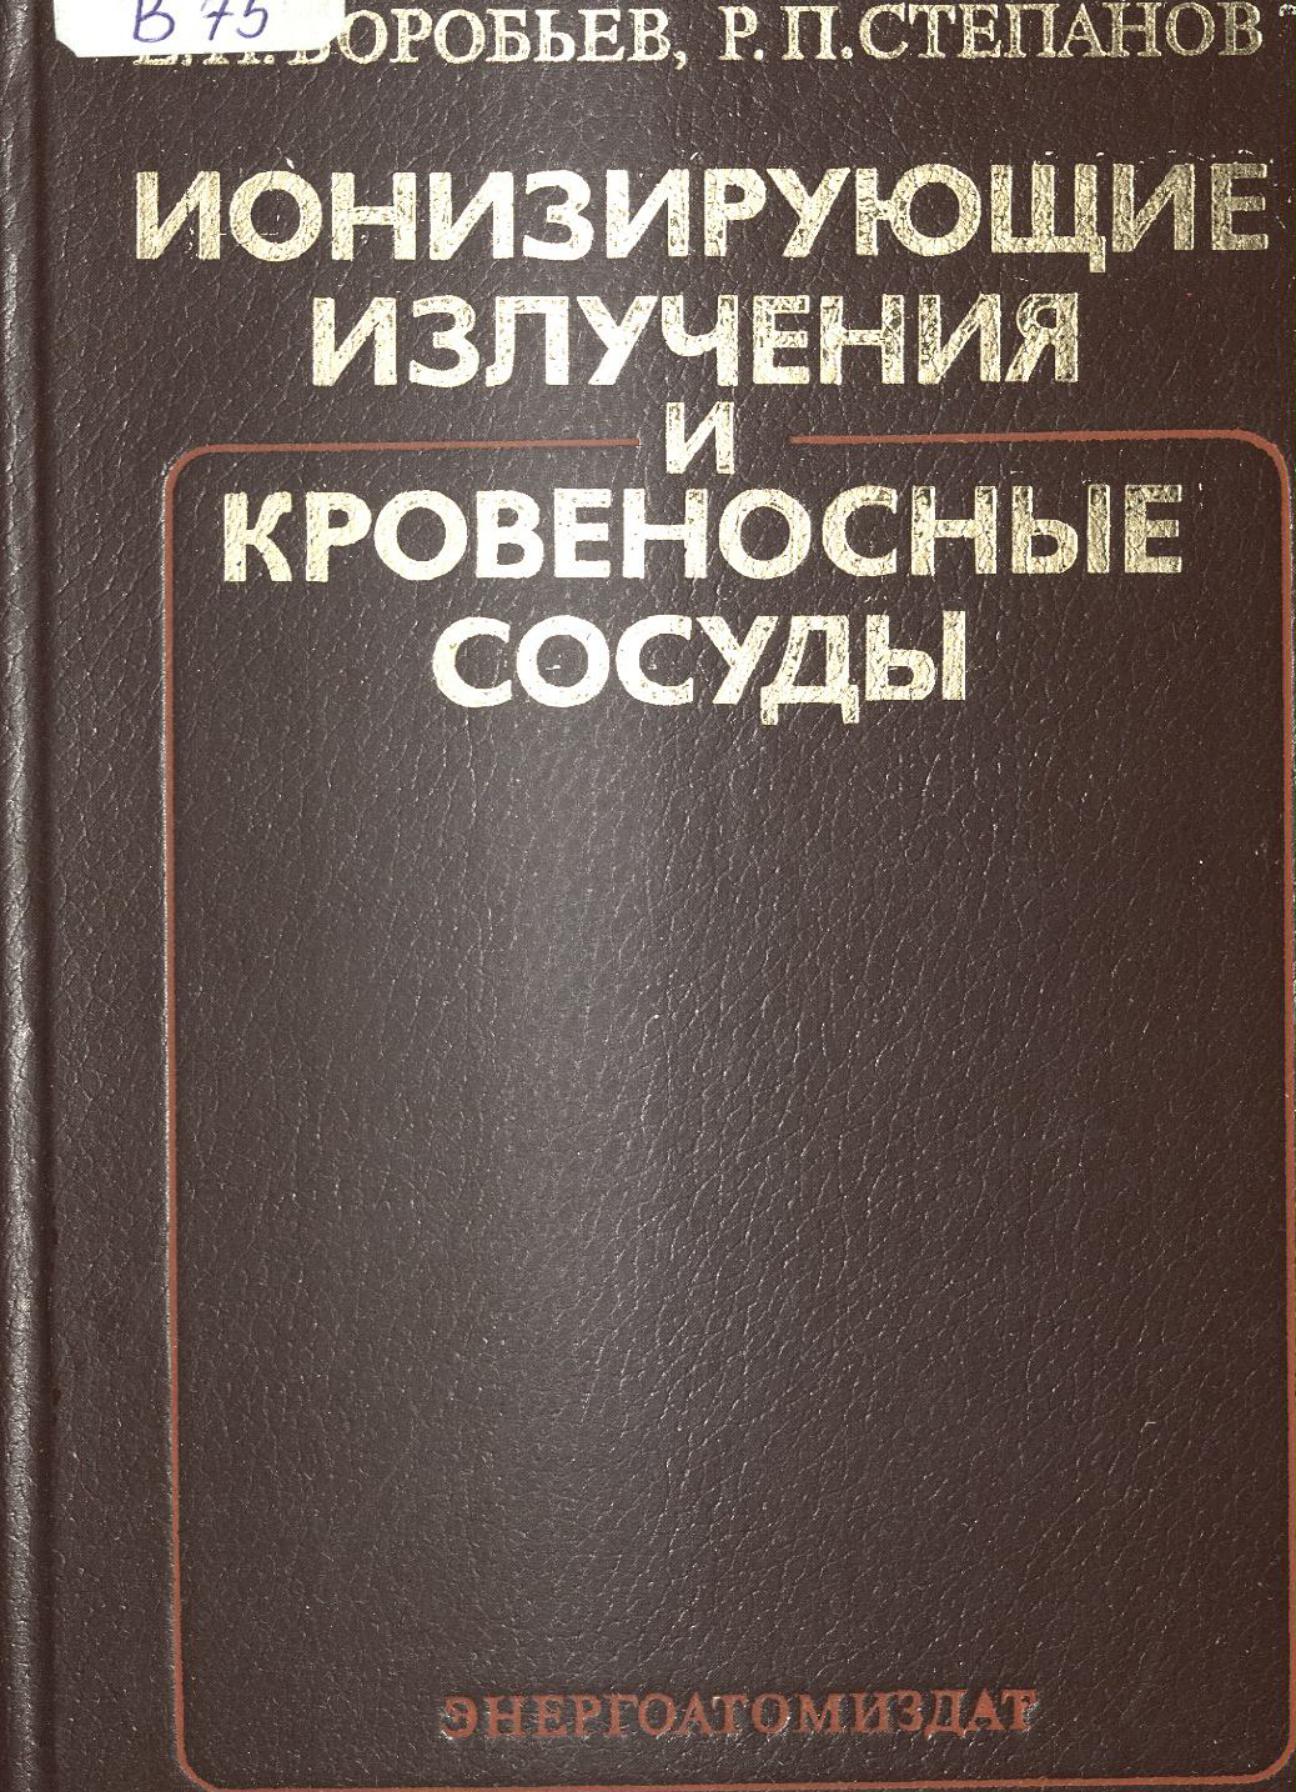 В 75
ВОРОБЬЕВ, Р. П. СТЕПАНОВ
ИОНИЗИРУЮЩИЕ
ИЗЛУЧЕНИЯ
И
КРОВЕНОСНЫЕ
СОСУДЫ
ЭНЕРГОАТОМИЗДАТ